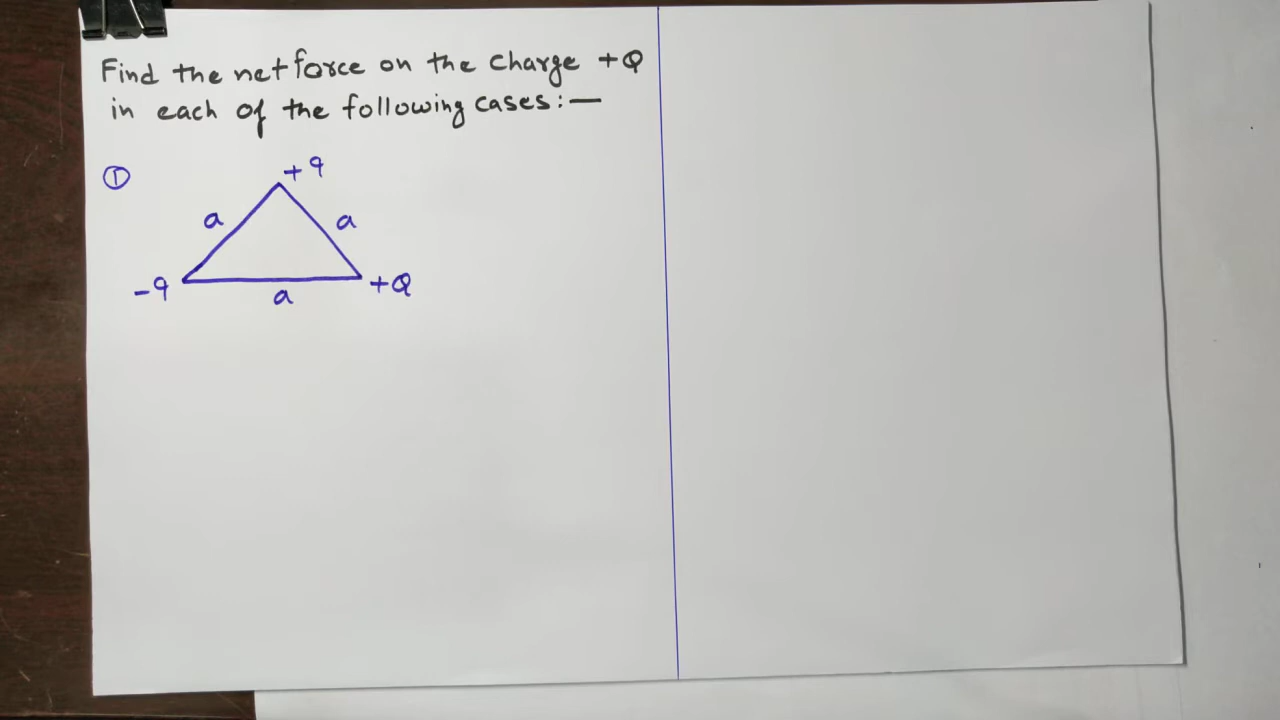 Find the net force on the charge +Q
in each of the following cases:—
①
+q
a
a
-q
+Q
a